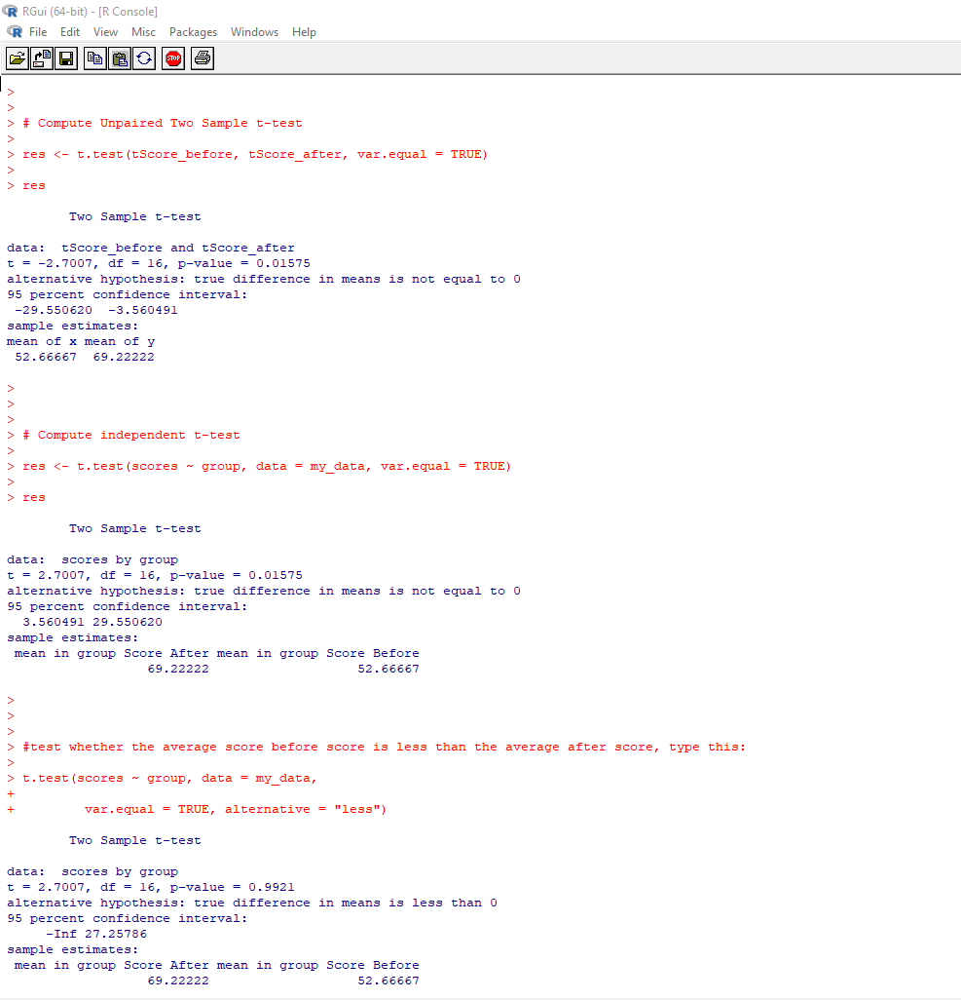 RGui (64-bit) - [R Console]
File Edit View Misc Packages Windows Help
STOP
>
>
> # Compute Unpaired Two Sample t-test
>
> res <- t.test(tScore_before, tScore_after, var.equal = TRUE)
>
> res
Two Sample t-test
data:  tScore_before and tScore_after
t = -2.7007, df = 16, p-value = 0.01575
alternative hypothesis: true difference in means is not equal to 0
95 percent confidence interval:
-29.550620  -3.560491
sample estimates:
mean of x mean of y
52.66667  69.22222
>
>
>
> # Compute independent t-test
>
> res <- t.test(scores ~ group, data = my_data, var.equal = TRUE)
>
> res
Two Sample t-test
data:  scores by group
t = 2.7007, df = 16, p-value = 0.01575
alternative hypothesis: true difference in means is not equal to 0
95 percent confidence interval:
3.560491 29.550620
sample estimates:
mean in group Score After mean in group Score Before
69.22222 52.66667
>
>
>
> #test whether the average score before score is less than the average after score, type this:
>
> t.test(scores ~ group, data = my_data,
+
+ var.equal = TRUE, alternative = "less")
Two Sample t-test
data:  scores by group
t = 2.7007, df = 16, p-value = 0.9921
alternative hypothesis: true difference in means is less than 0
95 percent confidence interval:
-Inf 27.25786
sample estimates:
mean in group Score After mean in group Score Before
69.22222 52.66667